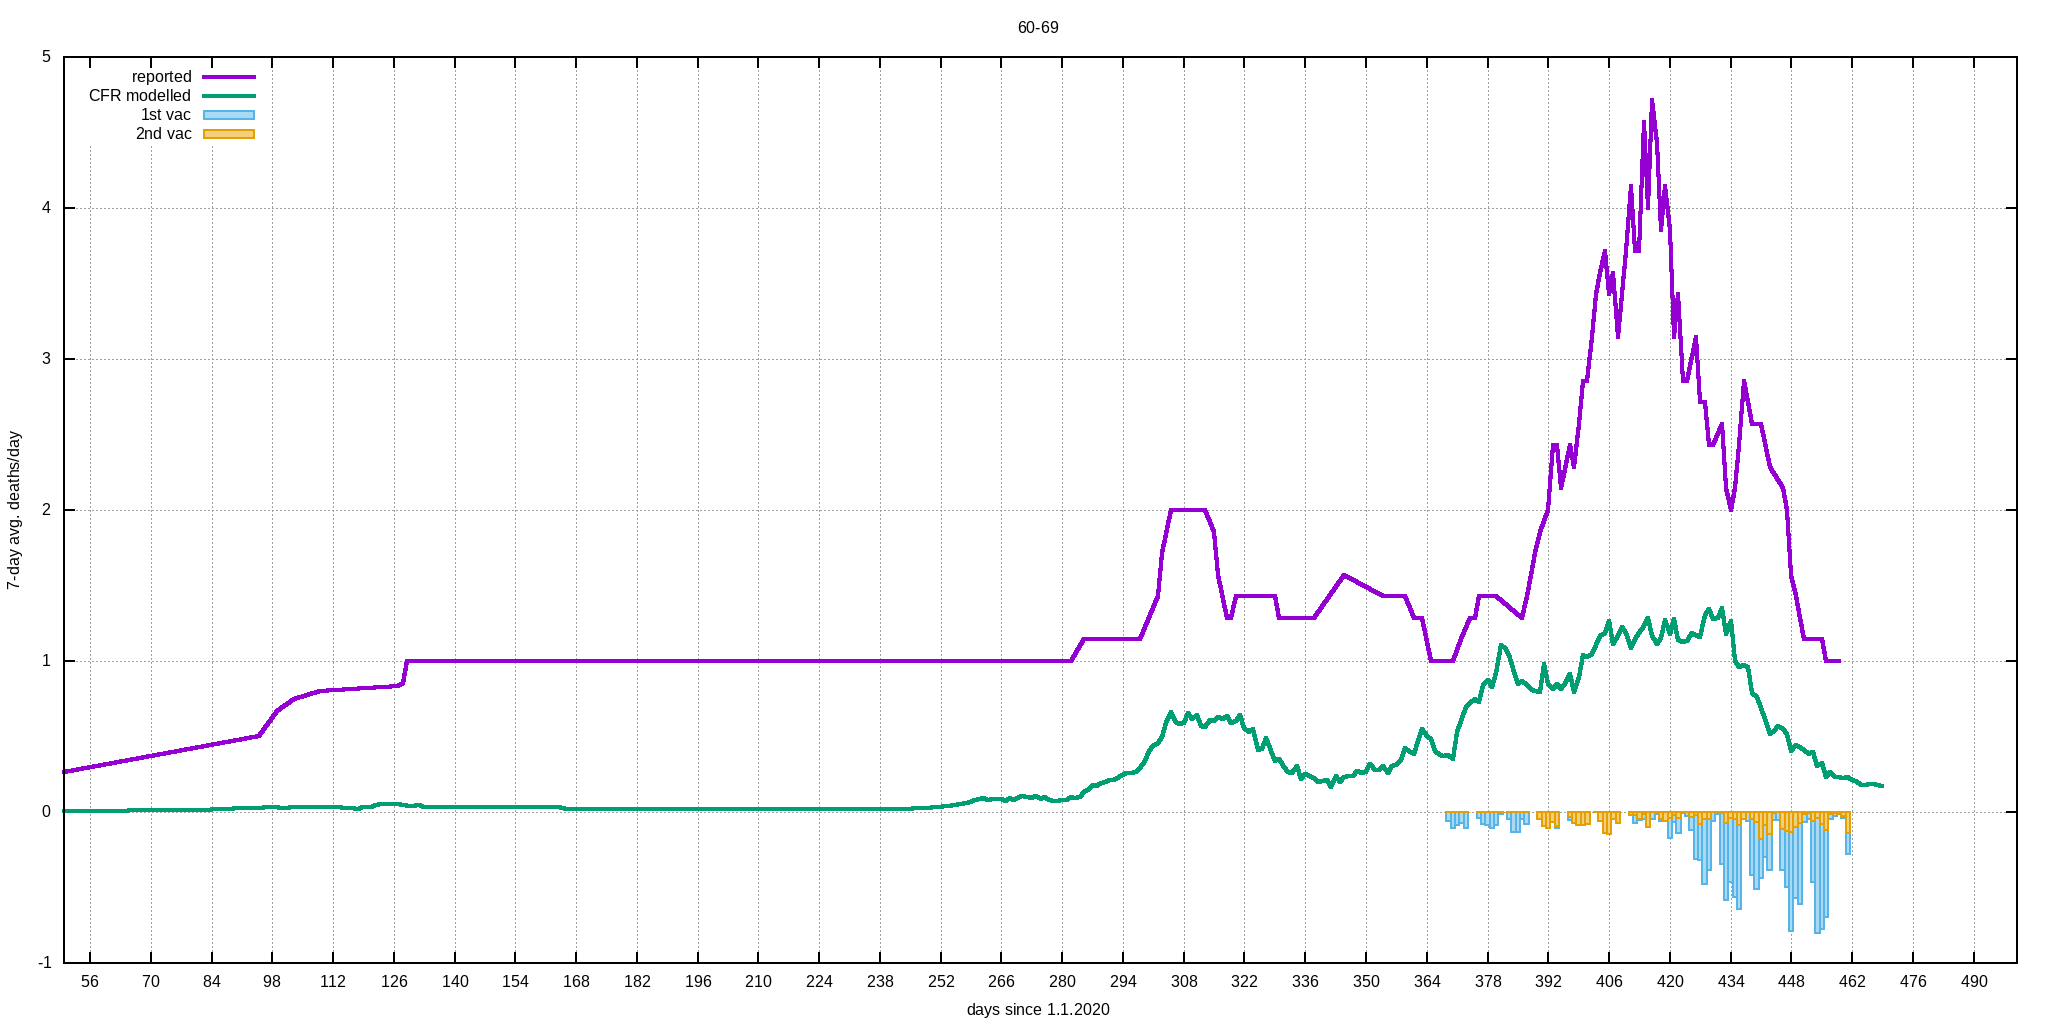 60-69
reported
CFR modelled
1st vac
2nd vac
5
4
3
2
1
0
-1
7-day avg. deaths/day
56 70 84 98 112 126 140 154 168 182 196 210 224 238 252 266 280 294 308 322 336 350 364 378 392 406 420 434 448 462 476 490
days since 1.1.2020